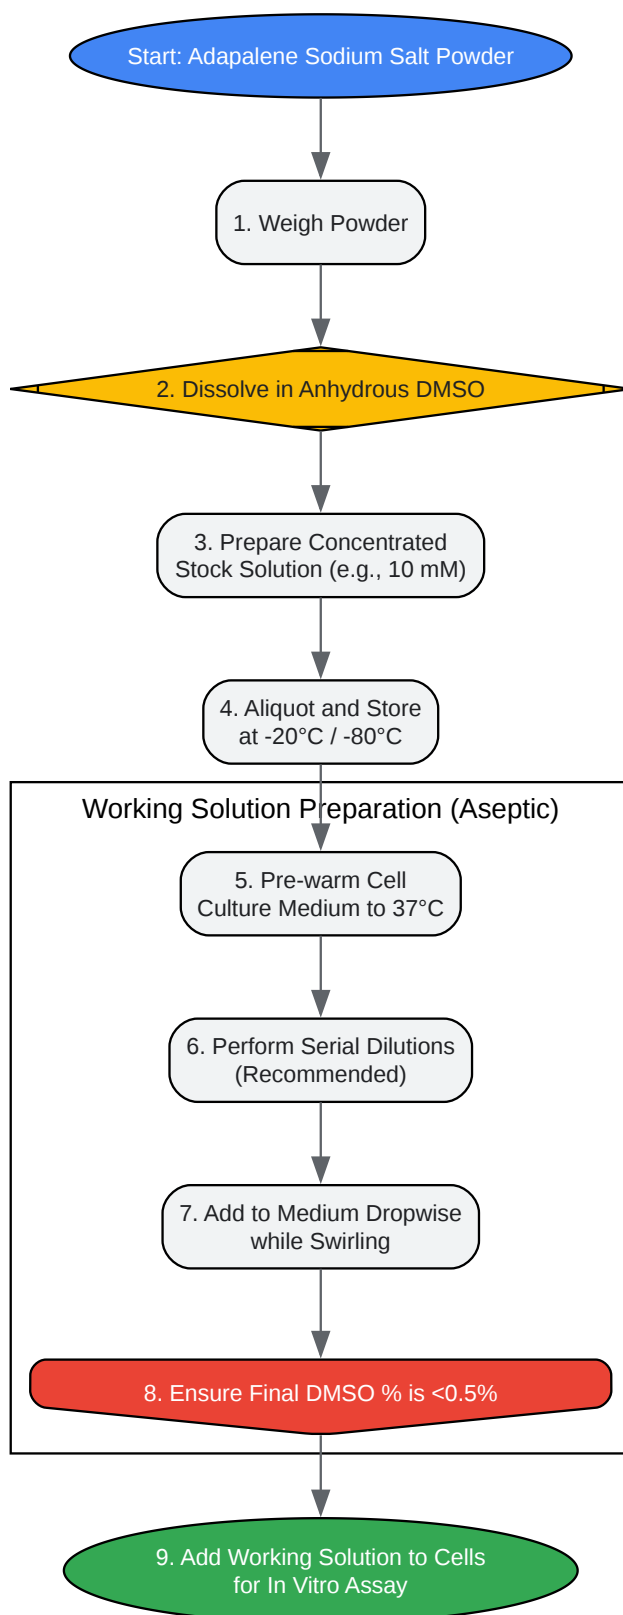 Start: Adapalene Sodium Salt Powder
1. Weigh Powder
2. Dissolve in Anhydrous DMSO
3. Prepare Concentrated
Stock Solution (e.g., 10 mM)
4. Aliquot and Store
at -20°C / -80°C
Working Solution Preparation (Aseptic)
5. Pre-warm Cell
Culture Medium to 37°C
6. Perform Serial Dilutions
(Recommended)
7. Add to Medium Dropwise
while Swirling
8. Ensure Final DMSO % is <0.5%
9. Add Working Solution to Cells
for In Vitro Assay